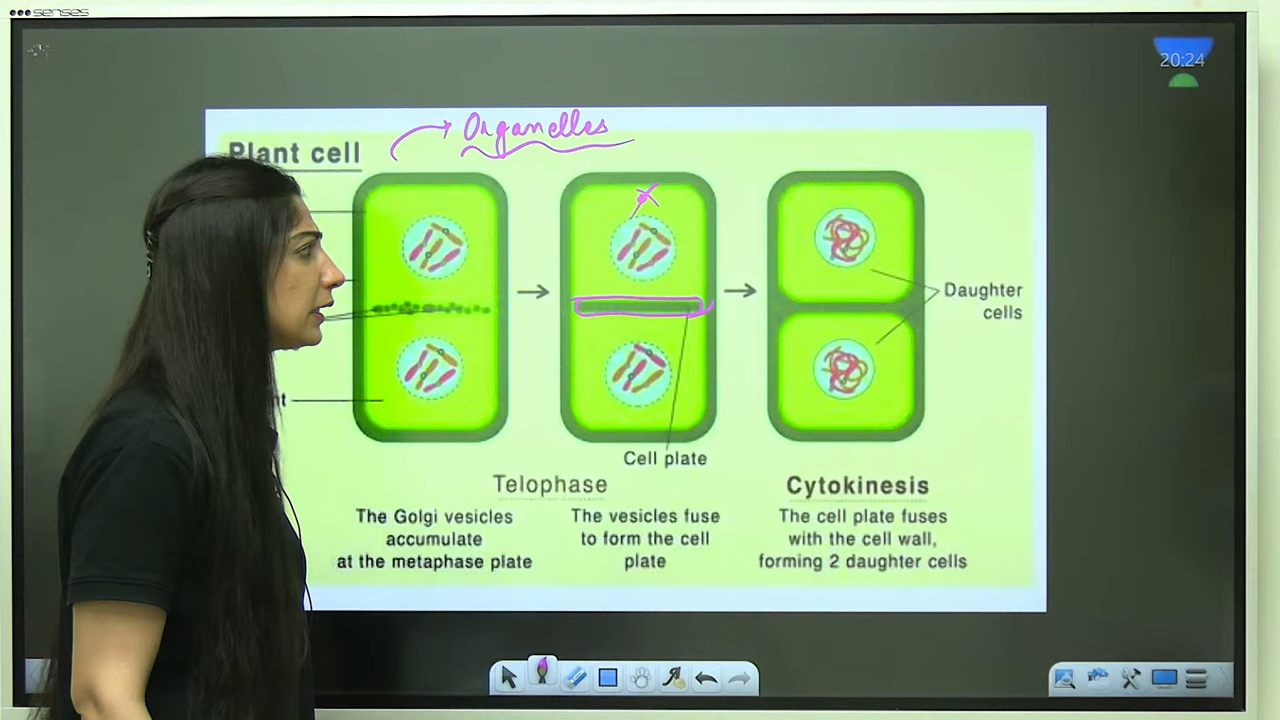 senses
20:24
Organelles
Plant cell
Daughter
cells
Cell plate
Telophase
Cytokinesis
The Golgi vesicles
accumulate
at the metaphase plate
The vesicles fuse
to form the cell
plate
The cell plate fuses
with the cell wall,
forming 2 daughter cells